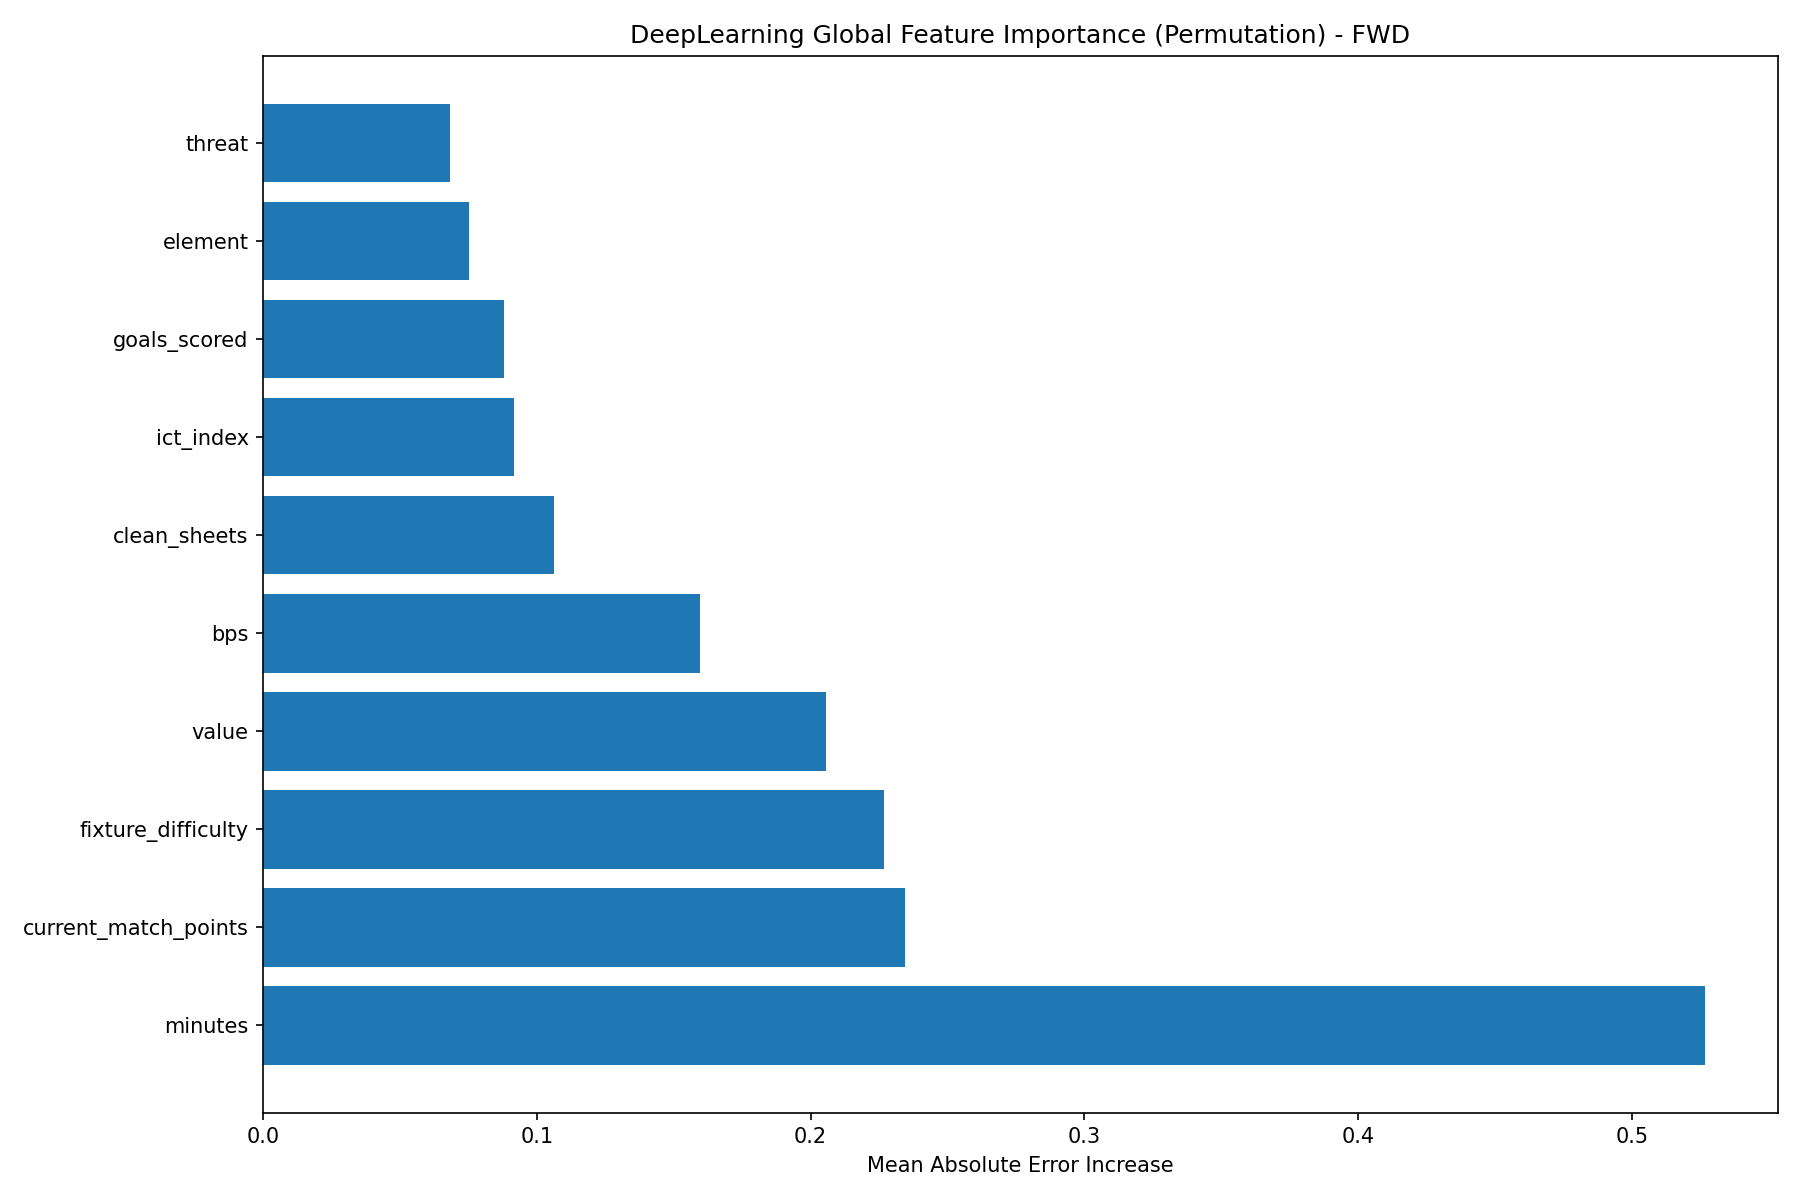 DeepLearning Global Feature Importance (Permutation) - FWD
threat
element
goals_scored
ict_index
clean_sheets
bps
value
fixture_difficulty
current_match_points
minutes
0.0 0.1 0.2 0.3 0.4 0.5
Mean Absolute Error Increase